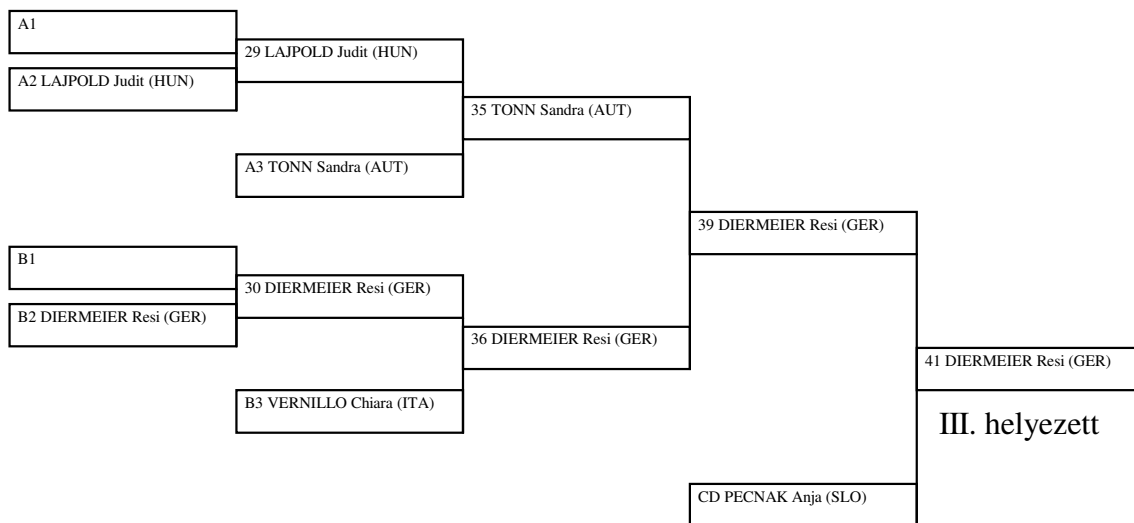 A1
29 LAJPOLD Judit (HUN)
A2 LAJPOLD Judit (HUN)
35 TONN Sandra (AUT)
A3 TONN Sandra (AUT)
39 DIERMEIER Resi (GER)
B1
30 DIERMEIER Resi (GER)
B2 DIERMEIER Resi (GER)
36 DIERMEIER Resi (GER)
41 DIERMEIER Resi (GER)
B3 VERNILLO Chiara (ITA)
III. helyezett
CD PECNAK Anja (SLO)